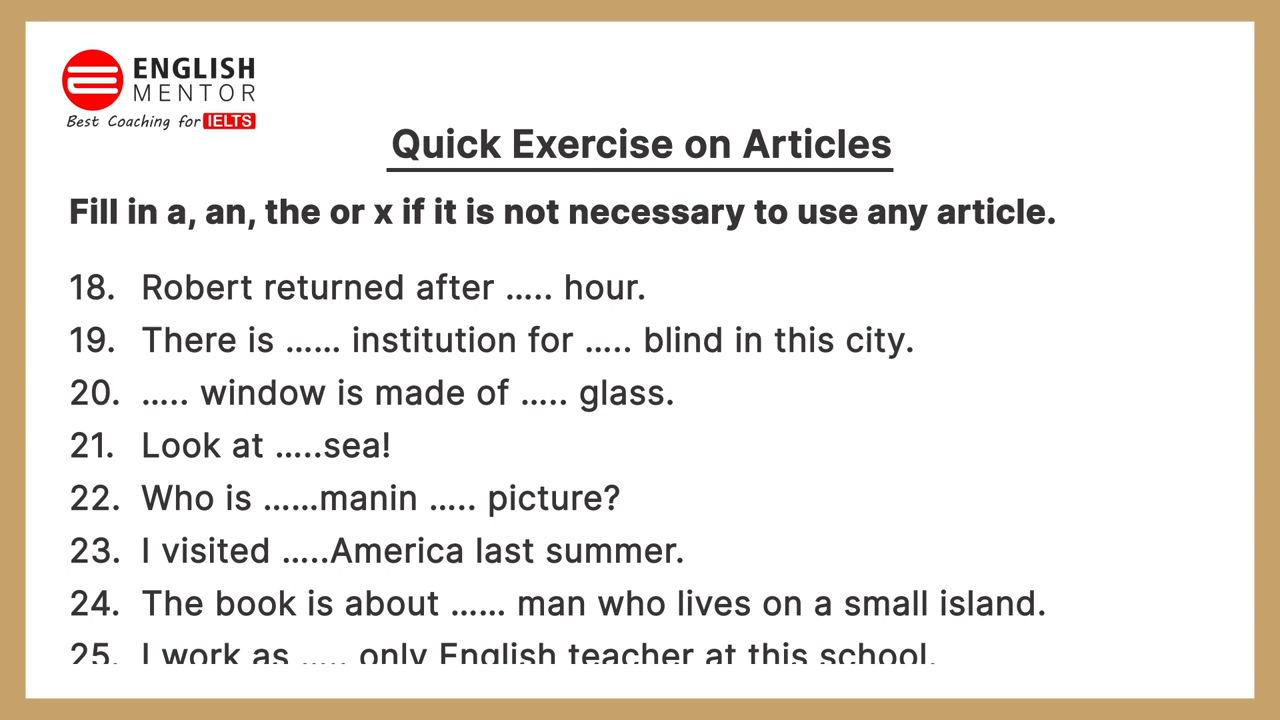 ENGLISH
MENTOR
Best Coaching for IELTS
Quick Exercise on Articles
Fill in a, an, the or x if it is not necessary to use any article.
18. Robert returned after ..... hour.
19. There is ...... institution for ..... blind in this city.
20. ..... window is made of ..... glass.
21. Look at .....sea!
22. Who is ......manin ..... picture?
23. I visited .....America last summer.
24. The book is about ...... man who lives on a small island.
25. I work as ..... only English teacher at this school.